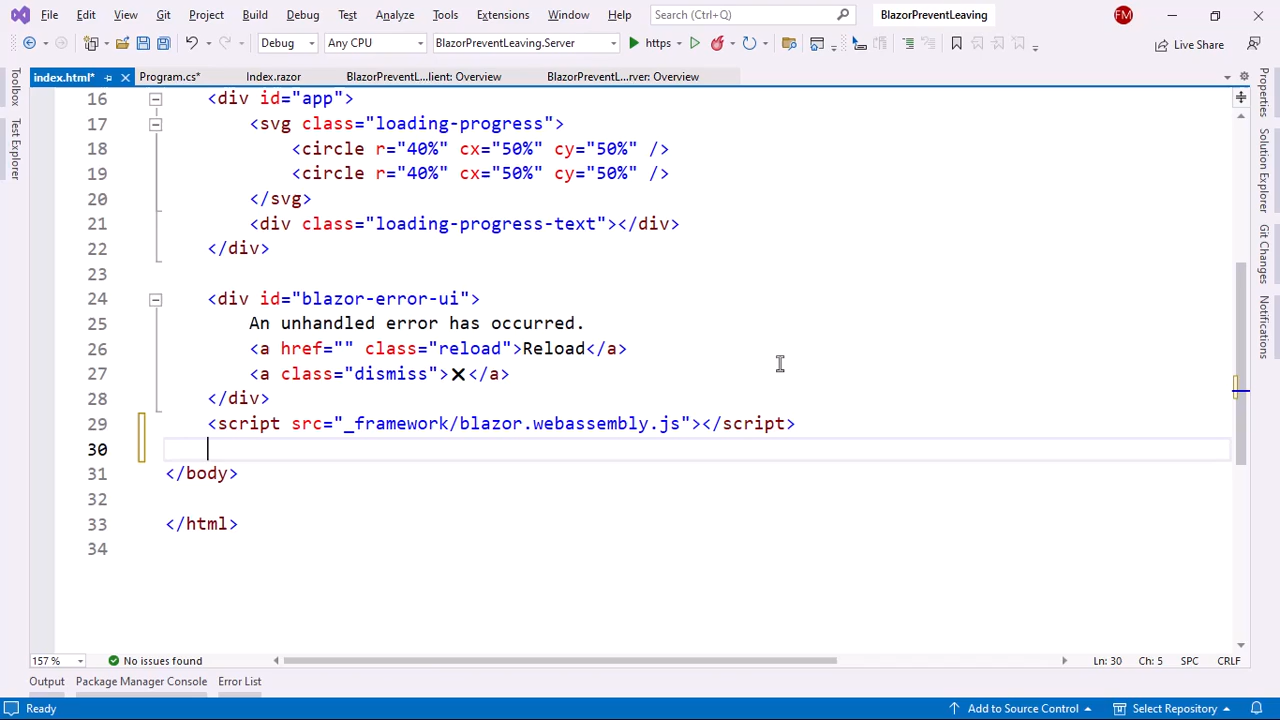 File Edit View Git Project Build Debug Test Analyze Tools Extensions Window Help Search (Ctrl+Q) BlazorPreventLeaving FM
Debug Any CPU BlazorPreventLeaving.Server https Live Share
index.html* Program.cs* Index.razor BlazorPreventL...lient: Overview BlazorPreventL...rver: Overview
Toolbox
Test Explorer
16 <div id="app">
17 <svg class="loading-progress">
18 <circle r="40%" cx="50%" cy="50%" />
19 <circle r="40%" cx="50%" cy="50%" />
20 </svg>
21 <div class="loading-progress-text"></div>
22 </div>
23
24 <div id="blazor-error-ui">
25 An unhandled error has occurred.
26 <a href="" class="reload">Reload</a>
27 <a class="dismiss">🗙</a>
28 </div>
29 <script src="_framework/blazor.webassembly.js"></script>
30
31 </body>
32
33 </html>
34
Properties
Solution Explorer
Git Changes
Notifications
157 % No issues found Ln: 30 Ch: 5 SPC CRLF
Output Package Manager Console Error List
Ready Add to Source Control Select Repository